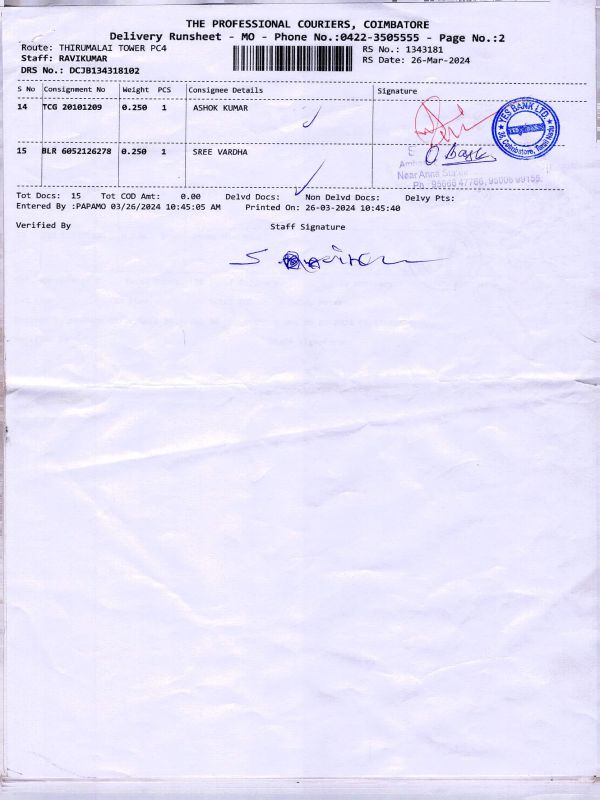 THE PROFESSIONAL COURIERS, COIMBATORE
Delivery Runsheet - MO - Phone No.:0422-3505555 - Page No.:2
Route: THIRUMALAI TOWER PC4 RS No.: 1343181
Staff: RAVIKUMAR RS Date: 26-Mar-2024
DRS No.: DCJB134318102
S No Consignment No Weight PCS Consignee Details Signature
14 TCG 20101209 0.250 1 ASHOK KUMAR
YES BANK LTD.
Coimbatore, Tamil Nadu
15 BLR 6052126278 0.250 1 SREE VARDHA
Near Anna
Ph
Tot Docs: 15 Tot COD Amt: 0.00 Delvd Docs: Non Delvd Docs: Delvy Pts:
Entered By :PAPAMO 03/26/2024 10:45:05 AM Printed On: 26-03-2024 10:45:40
Verified By Staff Signature